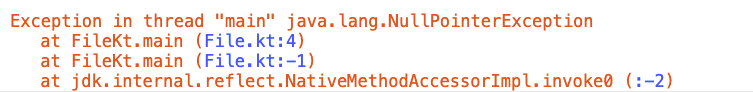 Exception in thread "main" java.lang.NullPointerException
at FileKt.main (File.kt:4)
at FileKt.main (File.kt:-1)
at jdk.internal.reflect.NativeMethodAccessorImpl.invoke0 (:-2)